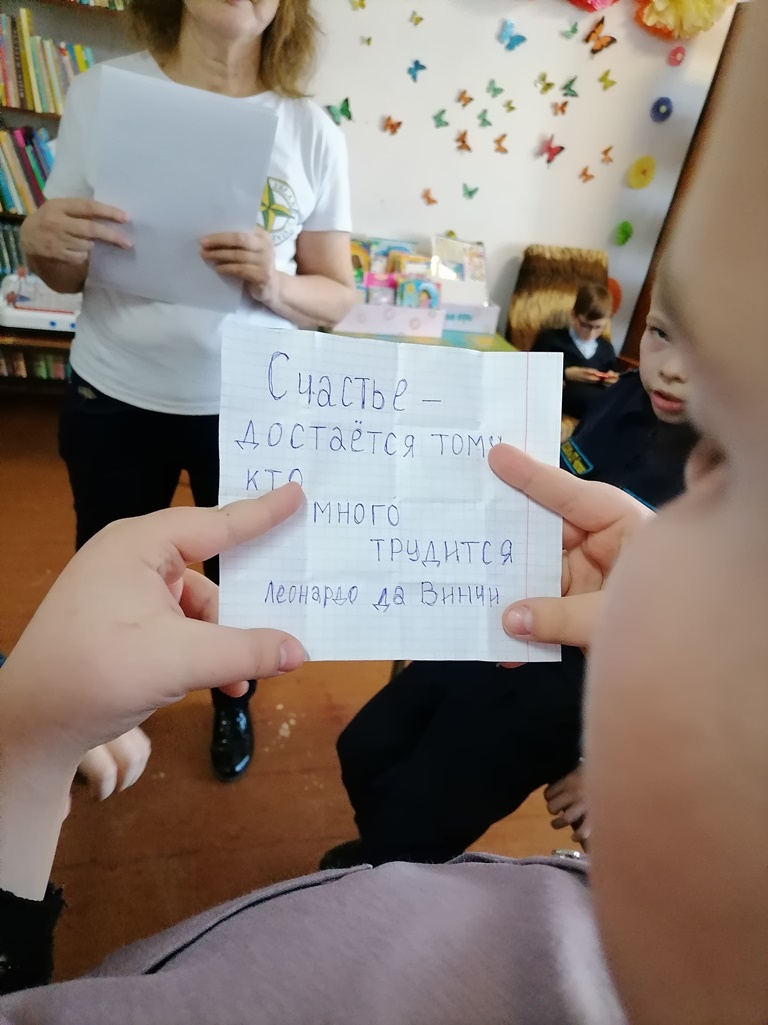 Счастье –
достаётся тому
кто
много
трудится
Леонардо да Винчи